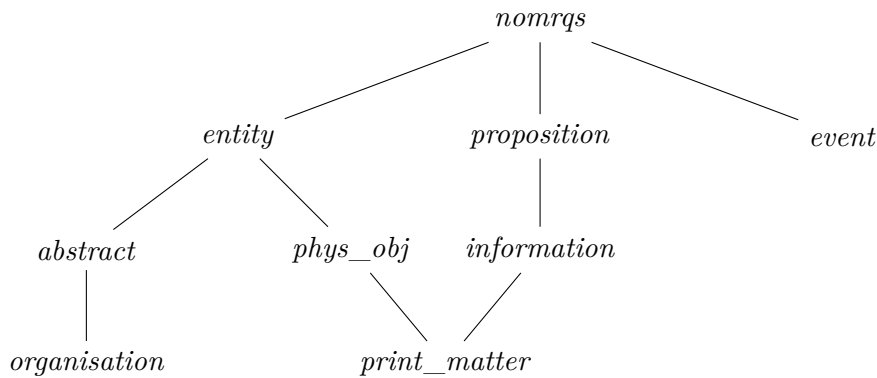 nomrqs
entity proposition event
abstract phys_obj information
organisation print_matter